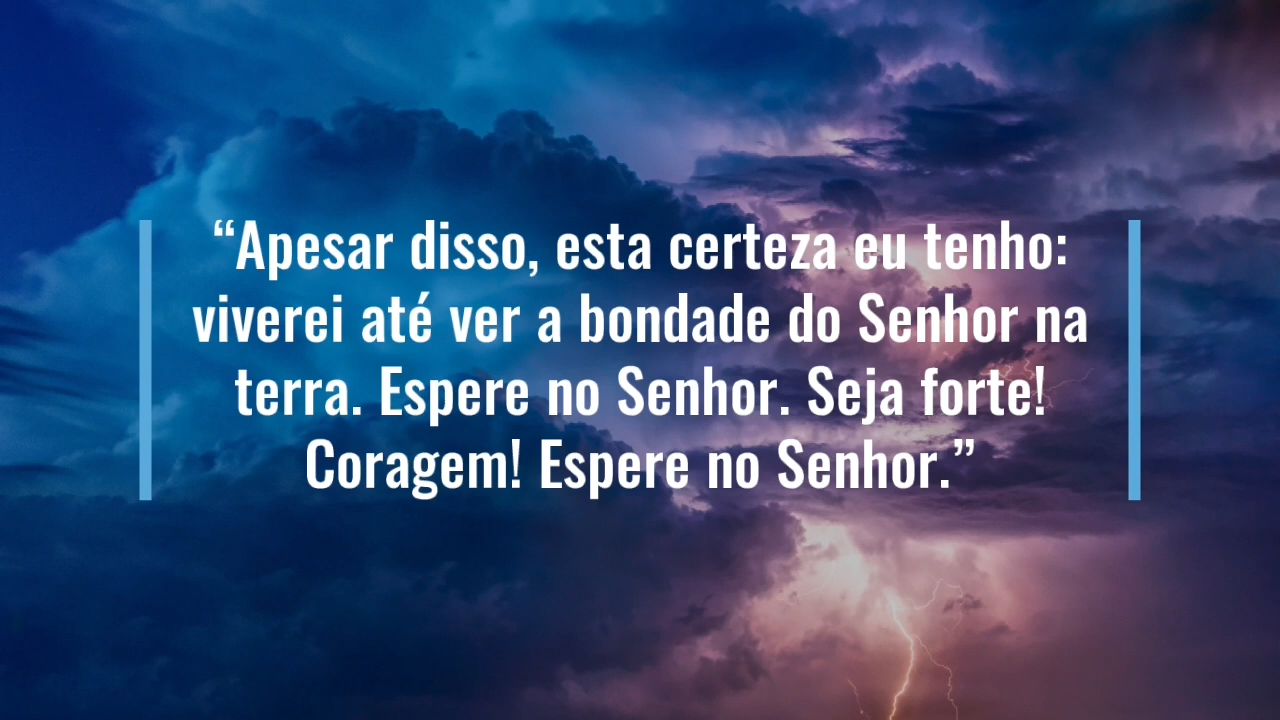 “Apesar disso, esta certeza eu tenho:
viverei até ver a bondade do Senhor na
terra. Espere no Senhor. Seja forte!
Coragem! Espere no Senhor.”